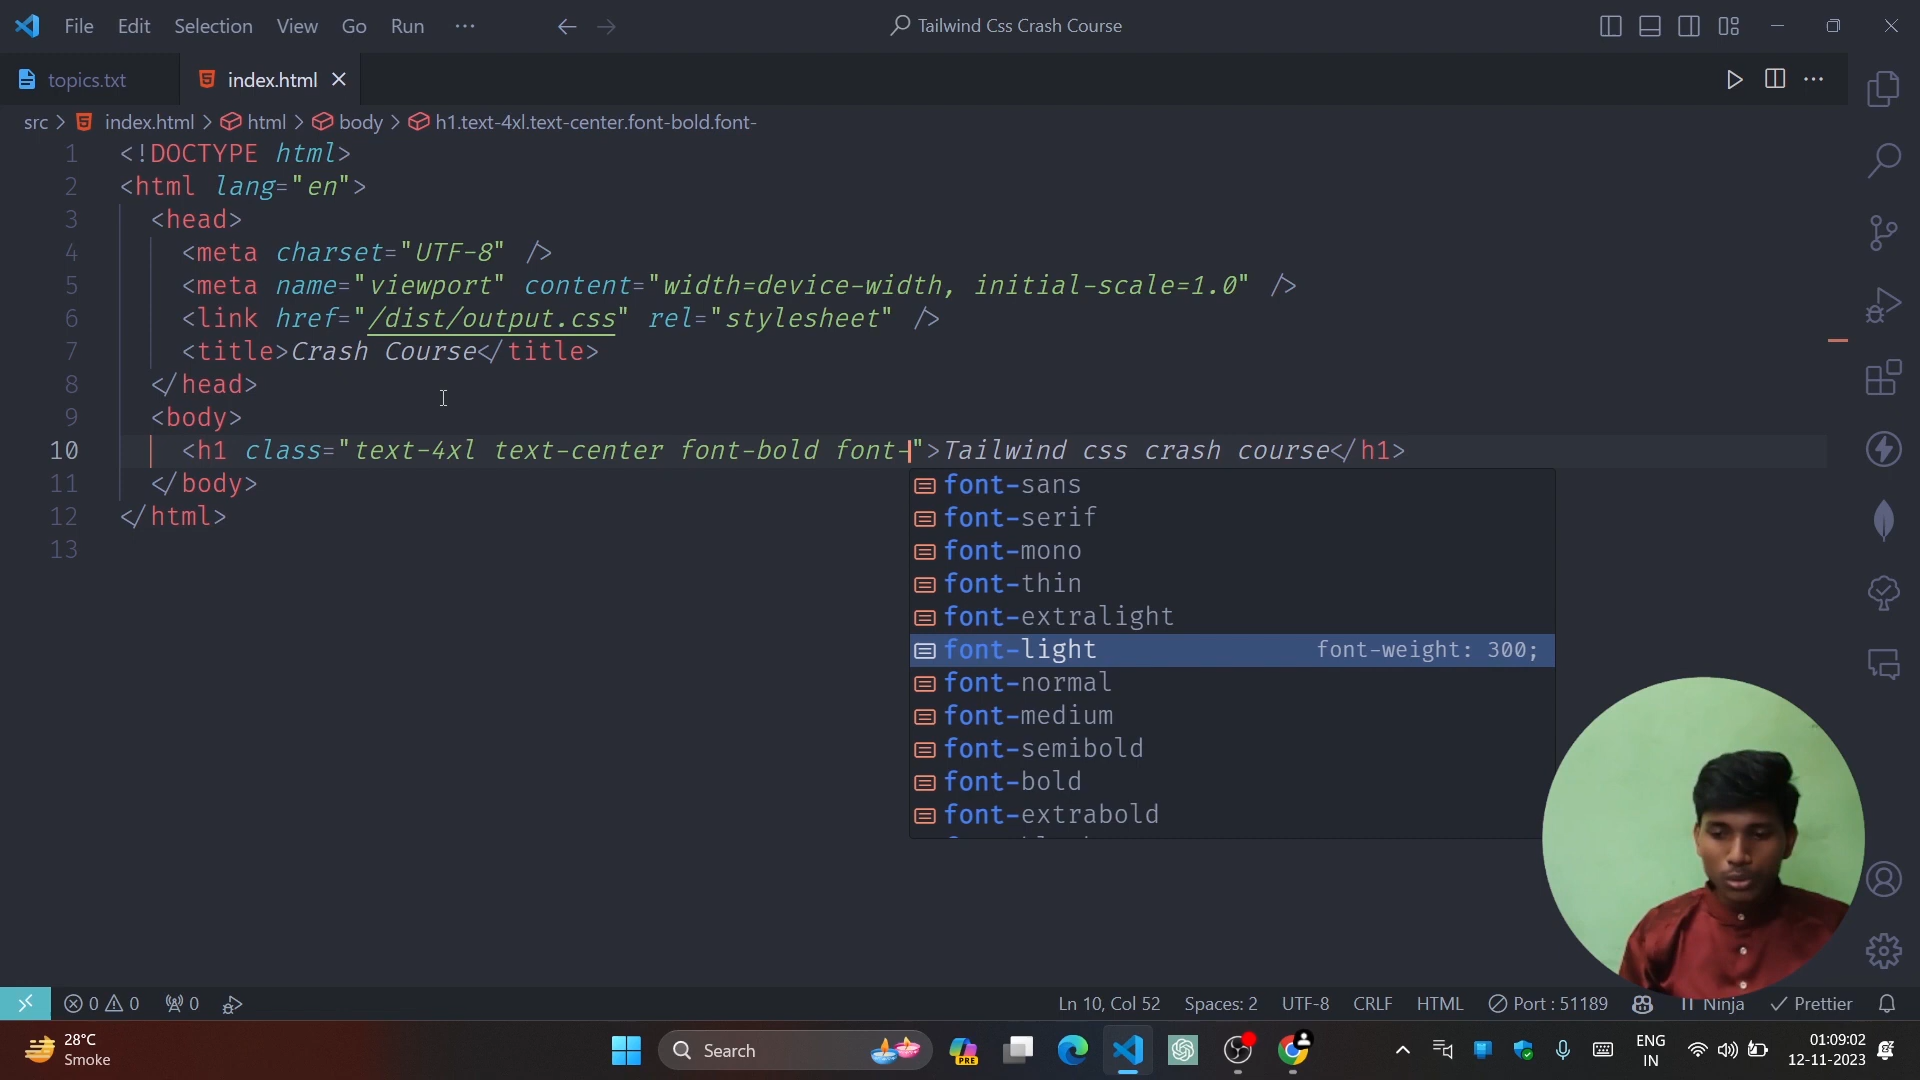 File Edit Selection View Go Run ···
Tailwind Css Crash Course
topics.txt
index.html
src > index.html > html > body > h1.text-4xl.text-center.font-bold.font-
1 <!DOCTYPE html>
2 <html lang="en">
3 <head>
4 <meta charset="UTF-8" />
5 <meta name="viewport" content="width=device-width, initial-scale=1.0" />
6 <link href="/dist/output.css" rel="stylesheet" />
7 <title>Crash Course</title>
8 </head>
9 <body>
10 <h1 class="text-4xl text-center font-bold font-">Tailwind css crash course</h1>
11 </body>
12 </html>
13
font-sans
font-serif
font-mono
font-thin
font-extralight
font-light font-weight: 300;
font-normal
font-medium
font-semibold
font-bold
font-extrabold
0 0 0 Ln 10, Col 52 Spaces: 2 UTF-8 CRLF HTML Port : 51189 Ninja Prettier
28°C
Smoke
Search
PRE
ENG
IN
01:09:02
12-11-2023